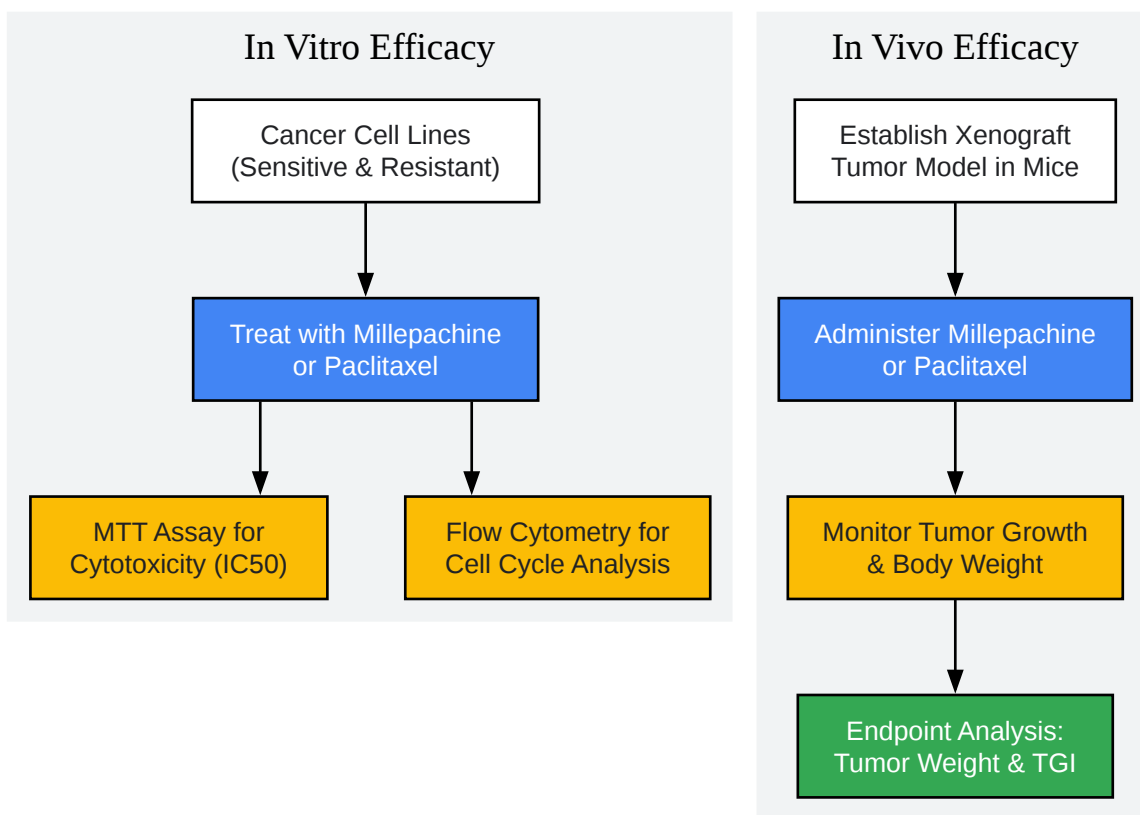 In Vitro Efficacy
Cancer Cell Lines
(Sensitive & Resistant)
Treat with Millepachine
or Paclitaxel
MTT Assay for
Cytotoxicity (IC50)
Flow Cytometry for
Cell Cycle Analysis
In Vivo Efficacy
Establish Xenograft
Tumor Model in Mice
Administer Millepachine
or Paclitaxel
Monitor Tumor Growth
& Body Weight
Endpoint Analysis:
Tumor Weight & TGI